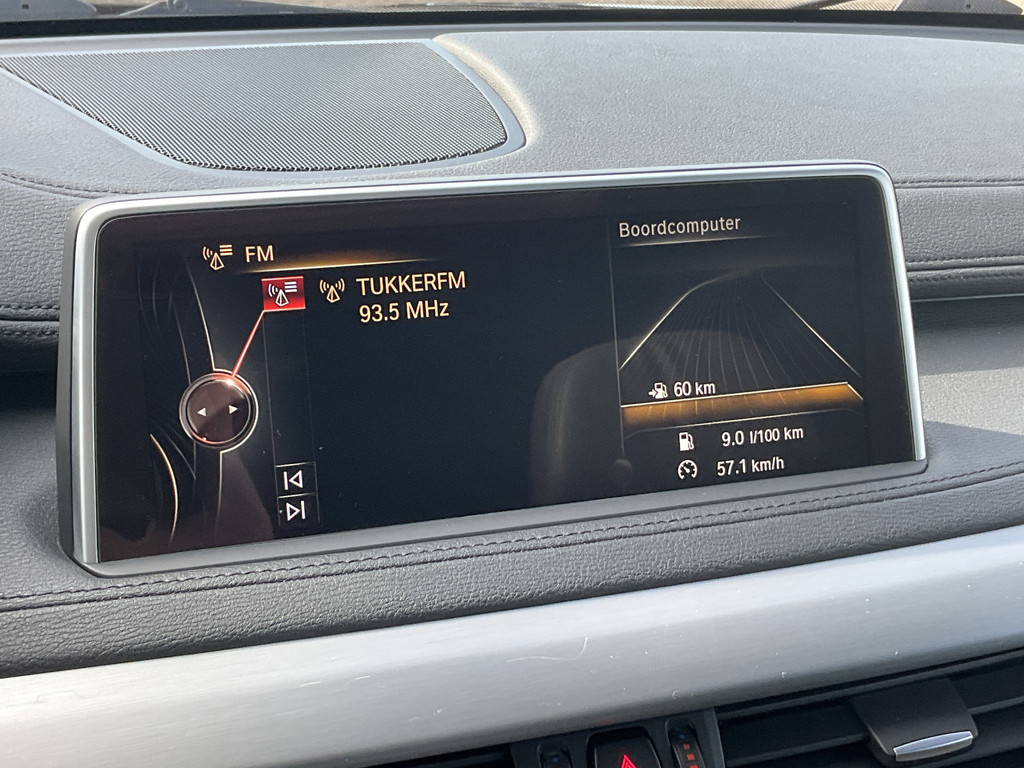 FM
TUKKERFM
93.5 MHz
Boordcomputer
60 km
9.0 l/100 km
57.1 km/h